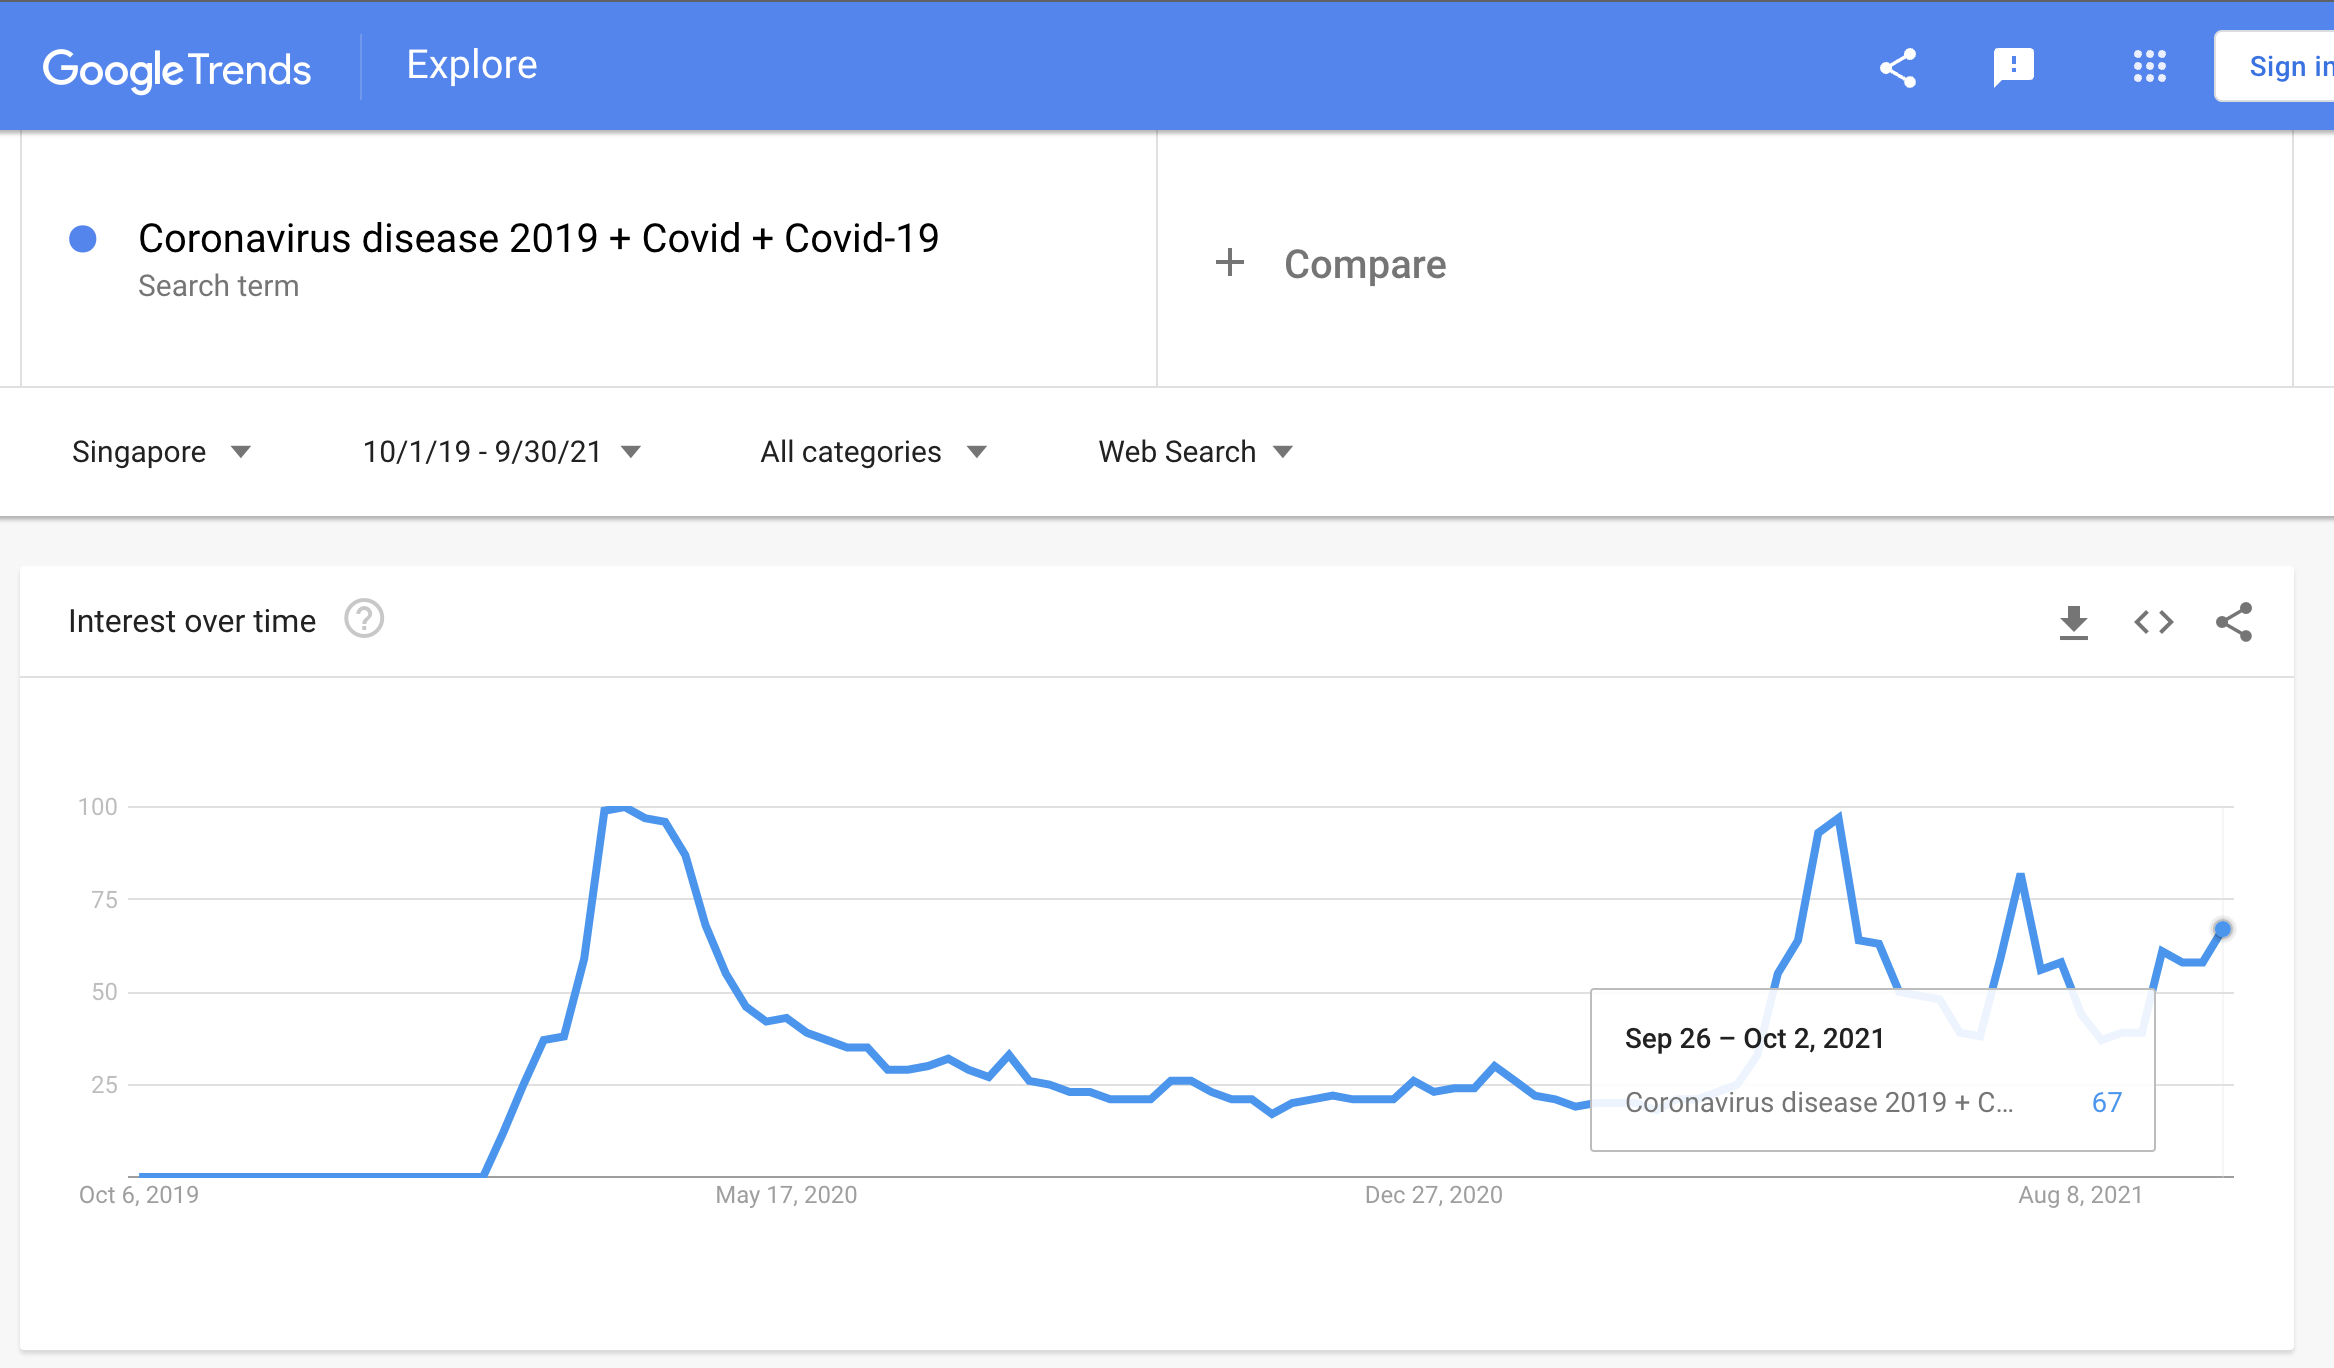 Google Trends
Explore
Sign in
Coronavirus disease 2019 + Covid + Covid-19
Search term
+ Compare
Singapore
10/1/19 - 9/30/21
All categories
Web Search
Interest over time
?
100
75
50
25
Sep 26 – Oct 2, 2021
Coronavirus disease 2019 + C... 67
Oct 6, 2019
May 17, 2020
Dec 27, 2020
Aug 8, 2021